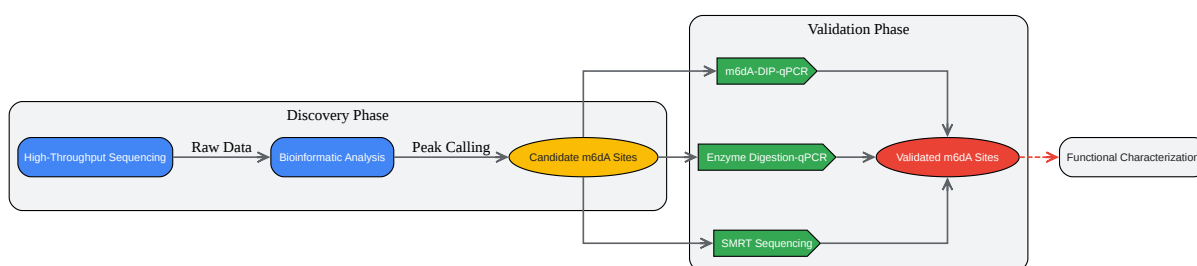 Validation Phase
m6dA-DIP-qPCR
Discovery Phase
High-Throughput Sequencing
Raw Data
Bioinformatic Analysis
Peak Calling
Candidate m6dA Sites
Enzyme Digestion-qPCR
Validated m6dA Sites
Functional Characterization
SMRT Sequencing